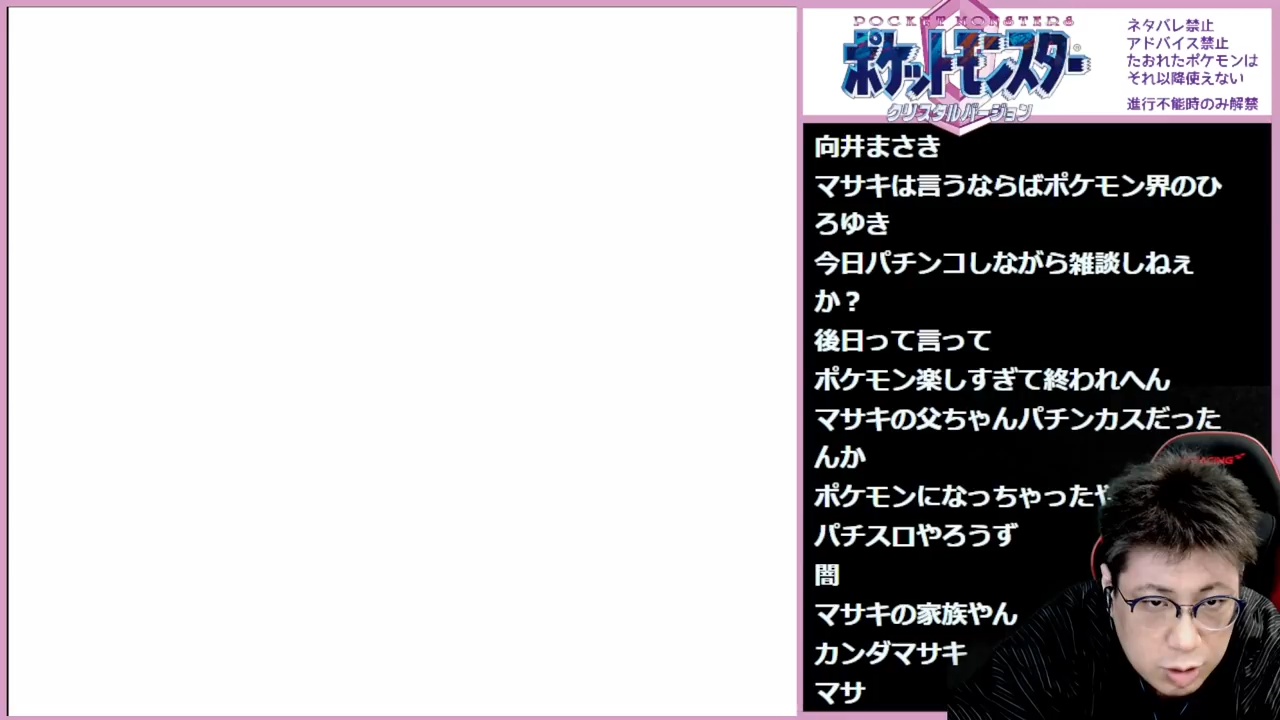 POCKET MONSTERS
ポケットモンスター
クリスタルバージョン
ネタバレ禁止
アドバイス禁止
たおれたポケモンは
それ以降使えない
進行不能時のみ解禁
向井まさき
マサキは言うならばポケモン界のひ
ろゆき
今日パチンコしながら雑談しねぇ
か？
後日って言って
ポケモン楽しすぎて終われへん
マサキの父ちゃんパチンカスだった
んか
ポケモンになっちゃったや
パチスロやろうず
闇
マサキの家族やん
カンダマサキ
マサ